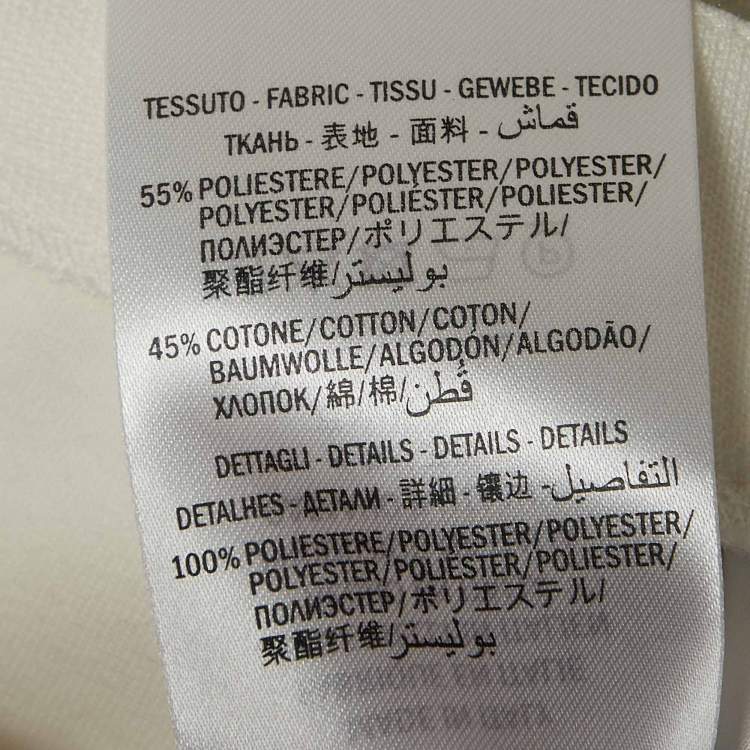 TESSUTO - FABRIC - TISSU - GEWEBE - TECIDO
ТКАНЬ - 表地 - 面料 - قماش
55% POLIESTERE/POLYESTER/POLYESTER/
POLYESTER/POLIÉSTER/POLIESTER/
ПОЛИЭСТЕР/ポリエステル/
聚酯纤维/بوليستر
45% COTONE/COTTON/COTON/
BAUMWOLLE/ALGODÓN/ALGODÃO/
ХЛОПОК/綿/棉/قُطن
DETTAGLI - DETAILS - DETAILS - DETAILS
DETALHES - ДЕТАЛИ - 詳細 - 镶边 - التفاصيل
100% POLIESTERE/POLYESTER/POLYESTER/
POLYESTER/POLIÉSTER/POLIESTER/
ПОЛИЭСТЕР/ポリエステル/
聚酯纤维/بوليستر